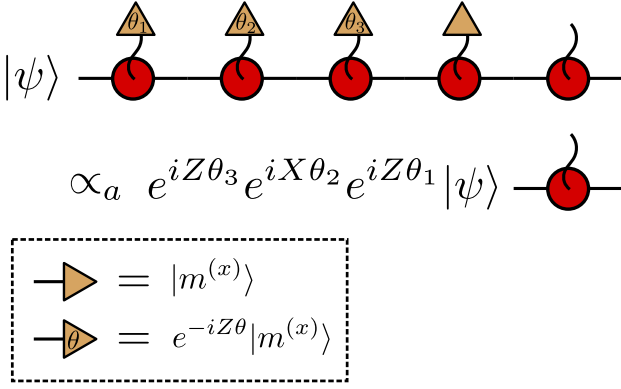 θ₁ θ₂ θ₃
|ψ⟩
∝ₐ e^{iZθ₃}e^{iXθ₂}e^{iZθ₁}|ψ⟩
= |m^{(x)}⟩
θ = e^{-iZθ}|m^{(x)}⟩